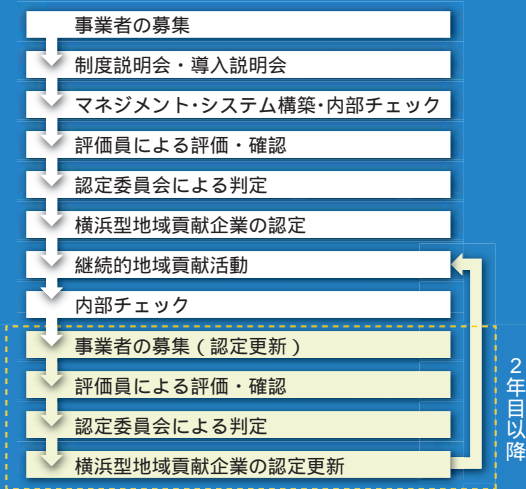 事業者の募集
制度説明会・導入説明会
マネジメント・システム構築・内部チェック
評価員による評価・確認
認定委員会による判定
横浜型地域貢献企業の認定
継続的地域貢献活動
内部チェック
事業者の募集（認定更新）
評価員による評価・確認
認定委員会による判定
横浜型地域貢献企業の認定更新
２年目以降